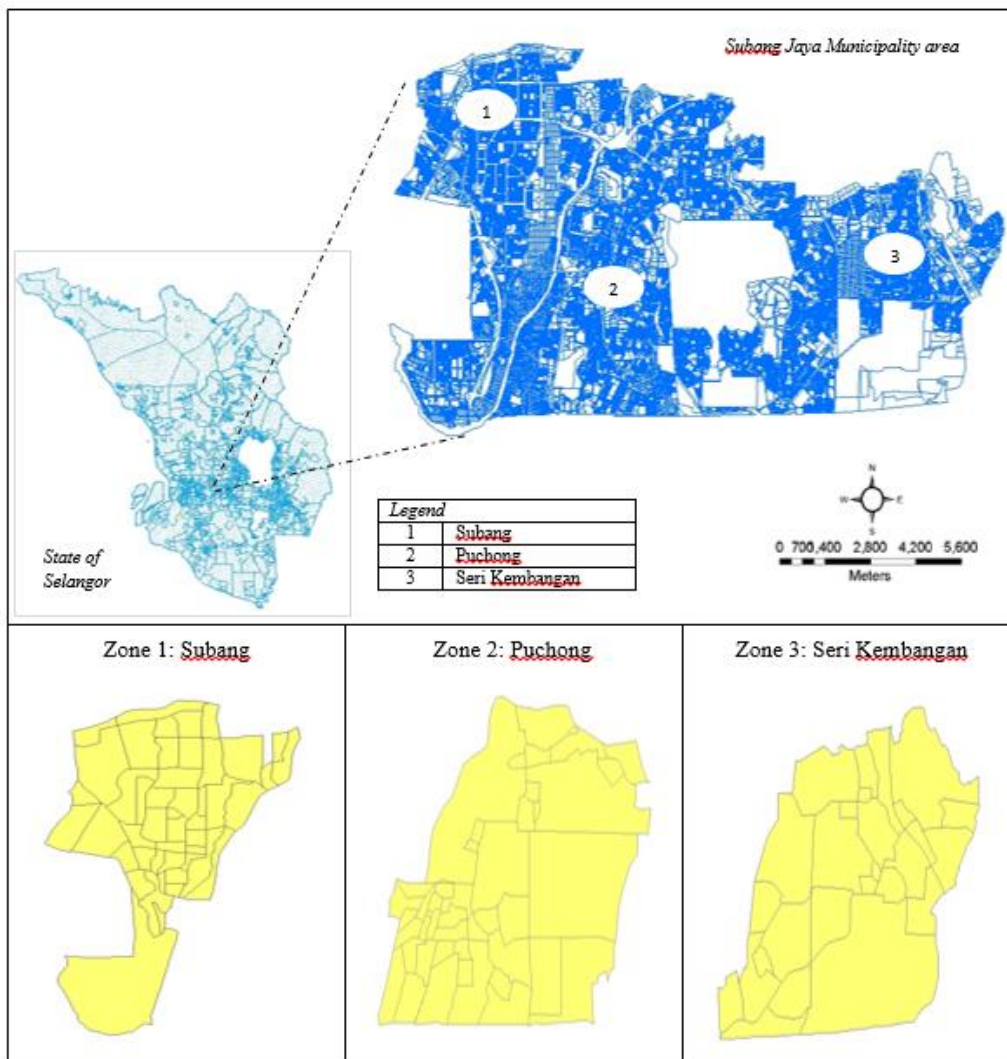 Subang Jaya Municipality area
1
2
3
State of
Selangor
Legend
1 Subang
2 Puchong
3 Seri Kembangan
N
W E
S
0 700 1,400 2,800 4,200 5,600
Meters
Zone 1: Subang
Zone 2: Puchong
Zone 3: Seri Kembangan